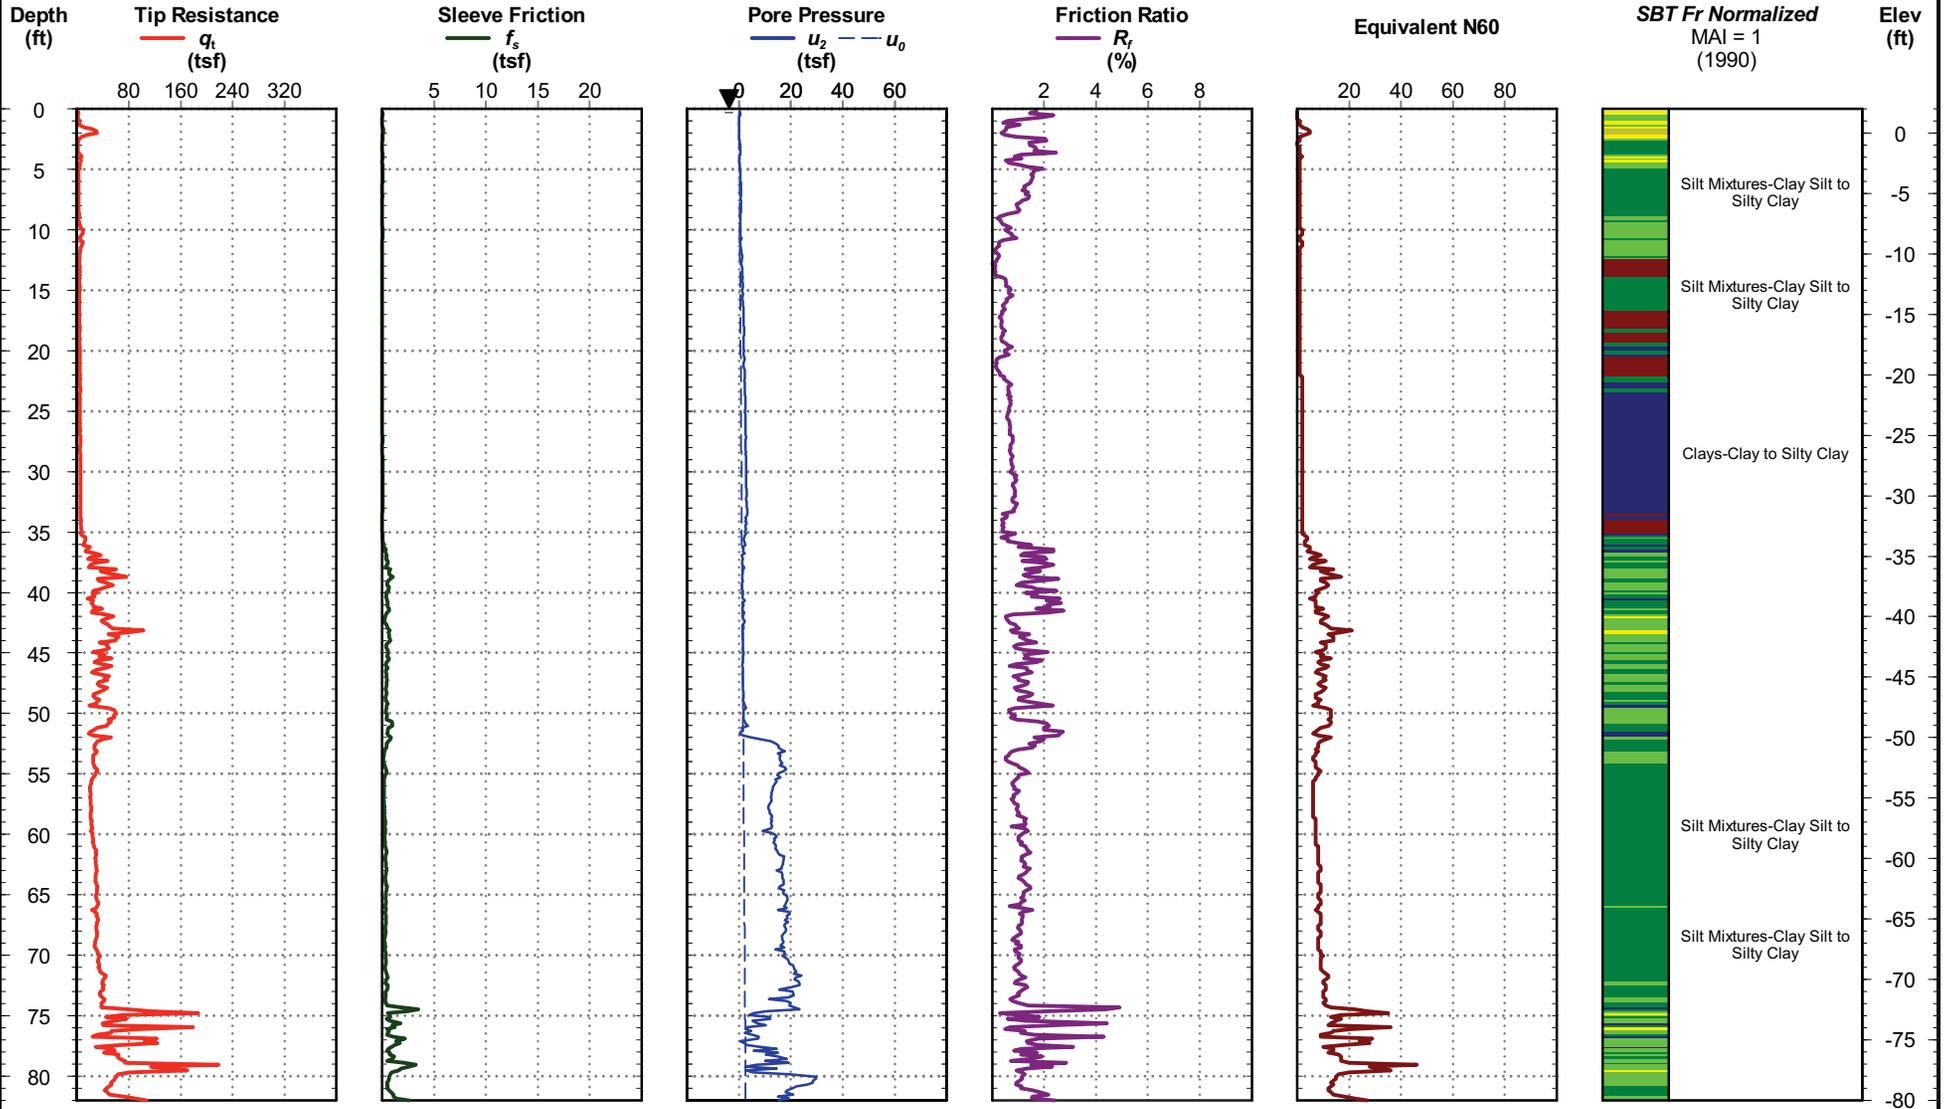 Depth
(ft)
Tip Resistance
qt
(tsf)
Sleeve Friction
fs
(tsf)
Pore Pressure
u2 u0
(tsf)
Friction Ratio
Rf
(%)
Equivalent N60
SBT Fr Normalized
MAI = 1
(1990)
Elev
(ft)
80 160 240 320
5 10 15 20
0 20 40 60
2 4 6 8
20 40 60 80
0
5
10
15
20
25
30
35
40
45
50
55
60
65
70
75
80
Silt Mixtures-Clay Silt to
Silty Clay
Silt Mixtures-Clay Silt to
Silty Clay
Clays-Clay to Silty Clay
Silt Mixtures-Clay Silt to
Silty Clay
Silt Mixtures-Clay Silt to
Silty Clay
0
-5
-10
-15
-20
-25
-30
-35
-40
-45
-50
-55
-60
-65
-70
-75
-80